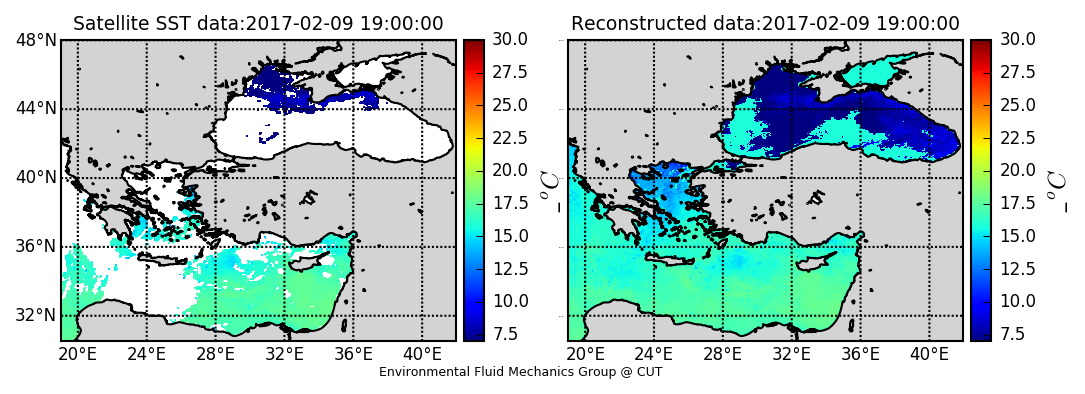 Satellite SST data:2017-02-09 19:00:00
48°N
44°N
40°N
36°N
32°N
20°E 24°E 28°E 32°E 36°E 40°E
30.0
27.5
25.0
22.5
20.0
17.5
15.0
12.5
10.0
7.5
_°C
Reconstructed data:2017-02-09 19:00:00
20°E 24°E 28°E 32°E 36°E 40°E
30.0
27.5
25.0
22.5
20.0
17.5
15.0
12.5
10.0
7.5
_°C
Environmental Fluid Mechanics Group @ CUT